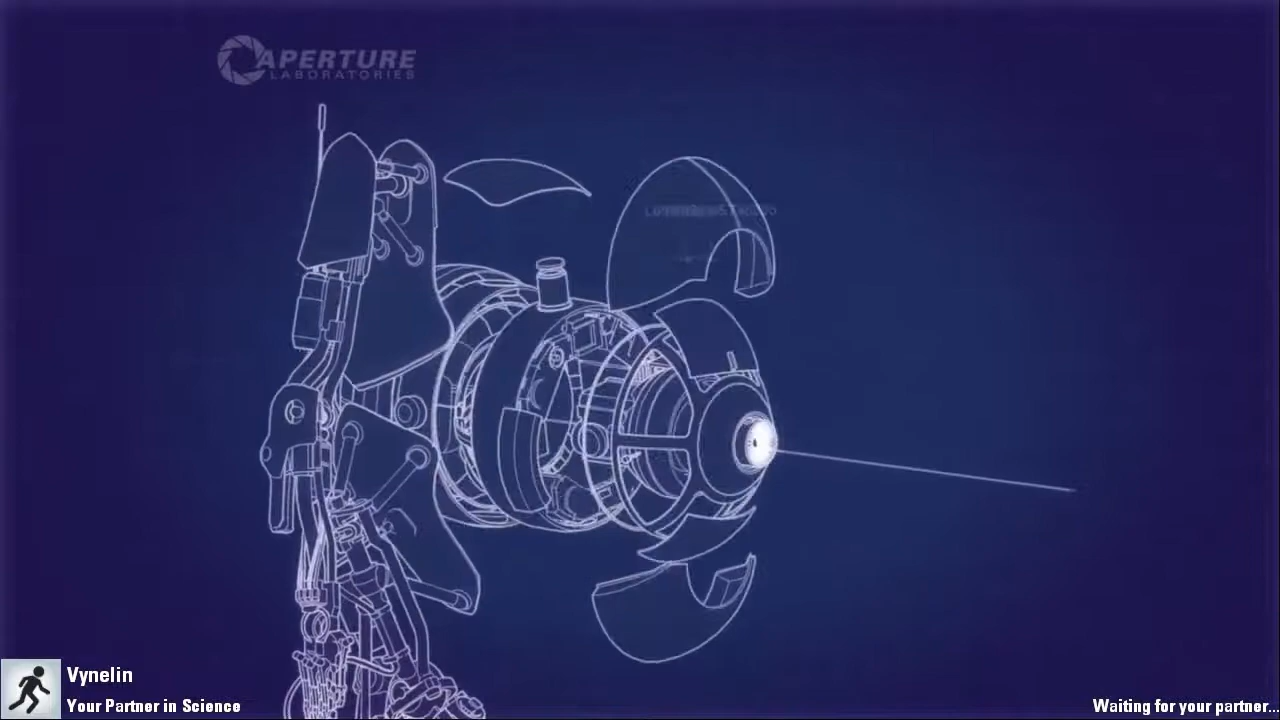 APERTURE
LABORATORIES
Vynelin
Your Partner in Science
Waiting for your partner...